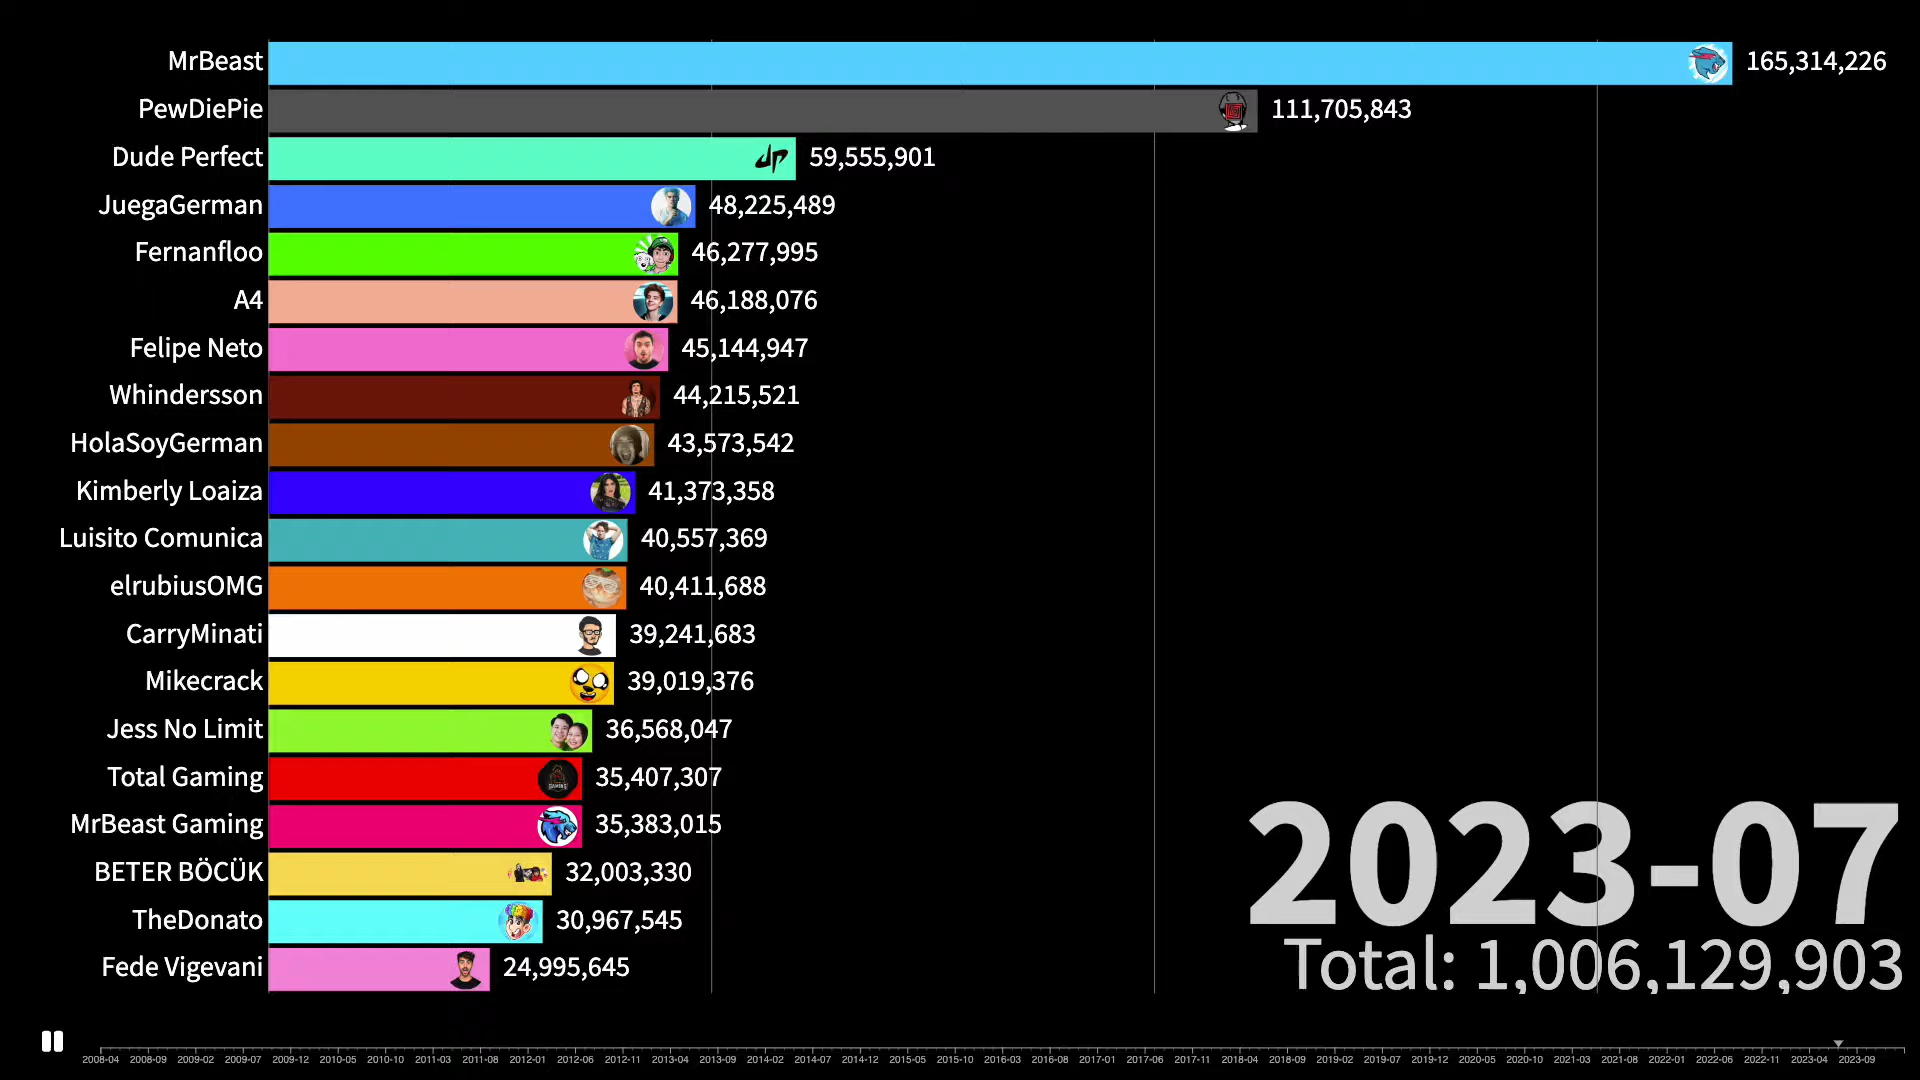 MrBeast 165,314,226
PewDiePie 111,705,843
Dude Perfect 59,555,901
JuegaGerman 48,225,489
Fernanfloo 46,277,995
A4 46,188,076
Felipe Neto 45,144,947
Whindersson 44,215,521
HolaSoyGerman 43,573,542
Kimberly Loaiza 41,373,358
Luisito Comunica 40,557,369
elrubiusOMG 40,411,688
CarryMinati 39,241,683
Mikecrack 39,019,376
Jess No Limit 36,568,047
Total Gaming 35,407,307
MrBeast Gaming 35,383,015
BETER BÖCÜK 32,003,330
TheDonato 30,967,545
Fede Vigevani 24,995,645
2023-07
Total: 1,006,129,903
2008-04 2008-09 2009-02 2009-07 2009-12 2010-05 2010-10 2011-03 2011-08 2012-01 2012-06 2012-11 2013-04 2013-09 2014-02 2014-07 2014-12 2015-05 2015-10 2016-03 2016-08 2017-01 2017-06 2017-11 2018-04 2018-09 2019-02 2019-07 2019-12 2020-05 2020-10 2021-03 2021-08 2022-01 2022-06 2022-11 2023-04 2023-09